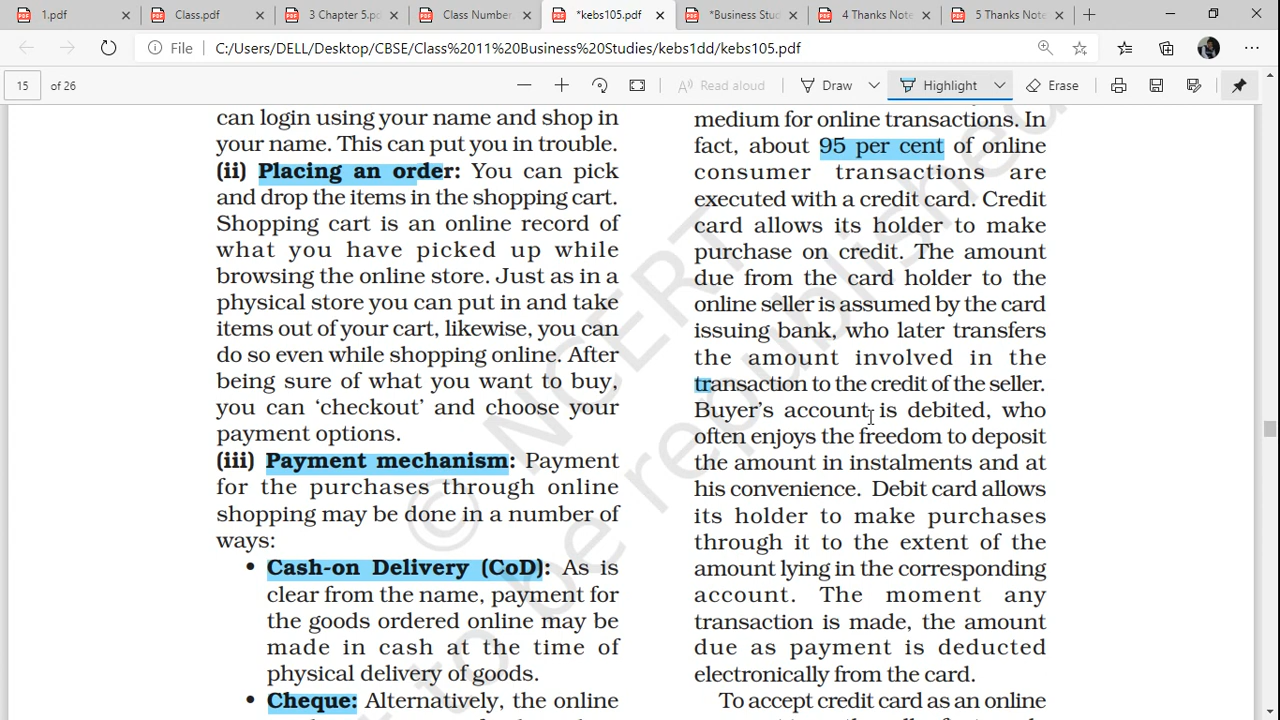 1.pdf
Class.pdf
3 Chapter 5.p
Class Number
*kebs105.pdf
*Business Stud
4 Thanks Note
5 Thanks Note
File
C:/Users/DELL/Desktop/CBSE/Class%2011%20Business%20Studies/kebs1dd/kebs105.pdf
15 of 26
Read aloud
Draw
Highlight
Erase
can login using your name and shop in
your name. This can put you in trouble.
(ii) Placing an order: You can pick
and drop the items in the shopping cart.
Shopping cart is an online record of
what you have picked up while
browsing the online store. Just as in a
physical store you can put in and take
items out of your cart, likewise, you can
do so even while shopping online. After
being sure of what you want to buy,
you can ‘checkout’ and choose your
payment options.
(iii) Payment mechanism: Payment
for the purchases through online
shopping may be done in a number of
ways:
• Cash-on Delivery (CoD): As is
clear from the name, payment for
the goods ordered online may be
made in cash at the time of
physical delivery of goods.
• Cheque: Alternatively, the online
medium for online transactions. In
fact, about 95 per cent of online
consumer transactions are
executed with a credit card. Credit
card allows its holder to make
purchase on credit. The amount
due from the card holder to the
online seller is assumed by the card
issuing bank, who later transfers
the amount involved in the
transaction to the credit of the seller.
Buyer’s account is debited, who
often enjoys the freedom to deposit
the amount in instalments and at
his convenience. Debit card allows
its holder to make purchases
through it to the extent of the
amount lying in the corresponding
account. The moment any
transaction is made, the amount
due as payment is deducted
electronically from the card.
To accept credit card as an online
© NCERT
to be republished